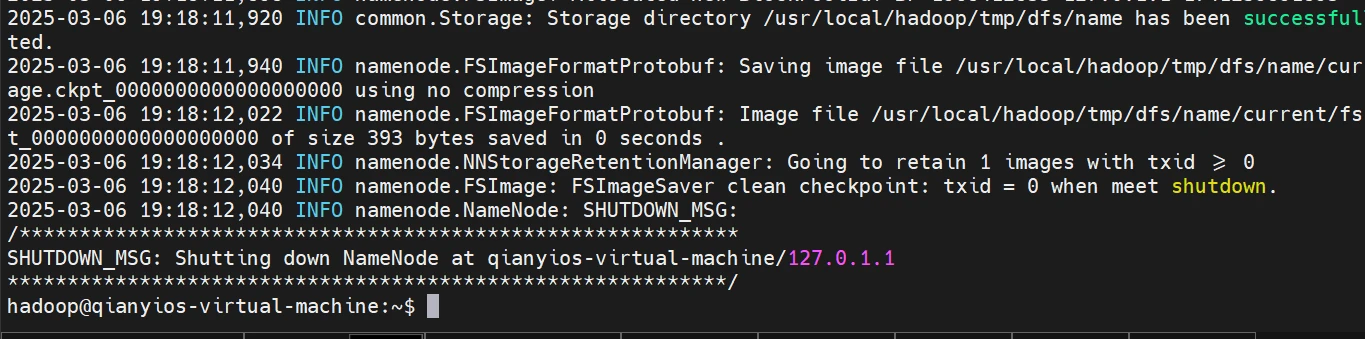 2025-03-06 19:18:11,920 INFO common.Storage: Storage directory /usr/local/hadoop/tmp/dfs/name has been successful
ted.
2025-03-06 19:18:11,940 INFO namenode.FSImageFormatProtobuf: Saving image file /usr/local/hadoop/tmp/dfs/name/cur
age.ckpt_0000000000000000000 using no compression
2025-03-06 19:18:12,022 INFO namenode.FSImageFormatProtobuf: Image file /usr/local/hadoop/tmp/dfs/name/current/fs
t_0000000000000000000 of size 393 bytes saved in 0 seconds .
2025-03-06 19:18:12,034 INFO namenode.NNStorageRetentionManager: Going to retain 1 images with txid >= 0
2025-03-06 19:18:12,040 INFO namenode.FSImage: FSImageSaver clean checkpoint: txid = 0 when meet shutdown.
2025-03-06 19:18:12,040 INFO namenode.NameNode: SHUTDOWN_MSG:
/************************************************************
SHUTDOWN_MSG: Shutting down NameNode at qianyios-virtual-machine/127.0.1.1
************************************************************/
hadoop@qianyios-virtual-machine:~$